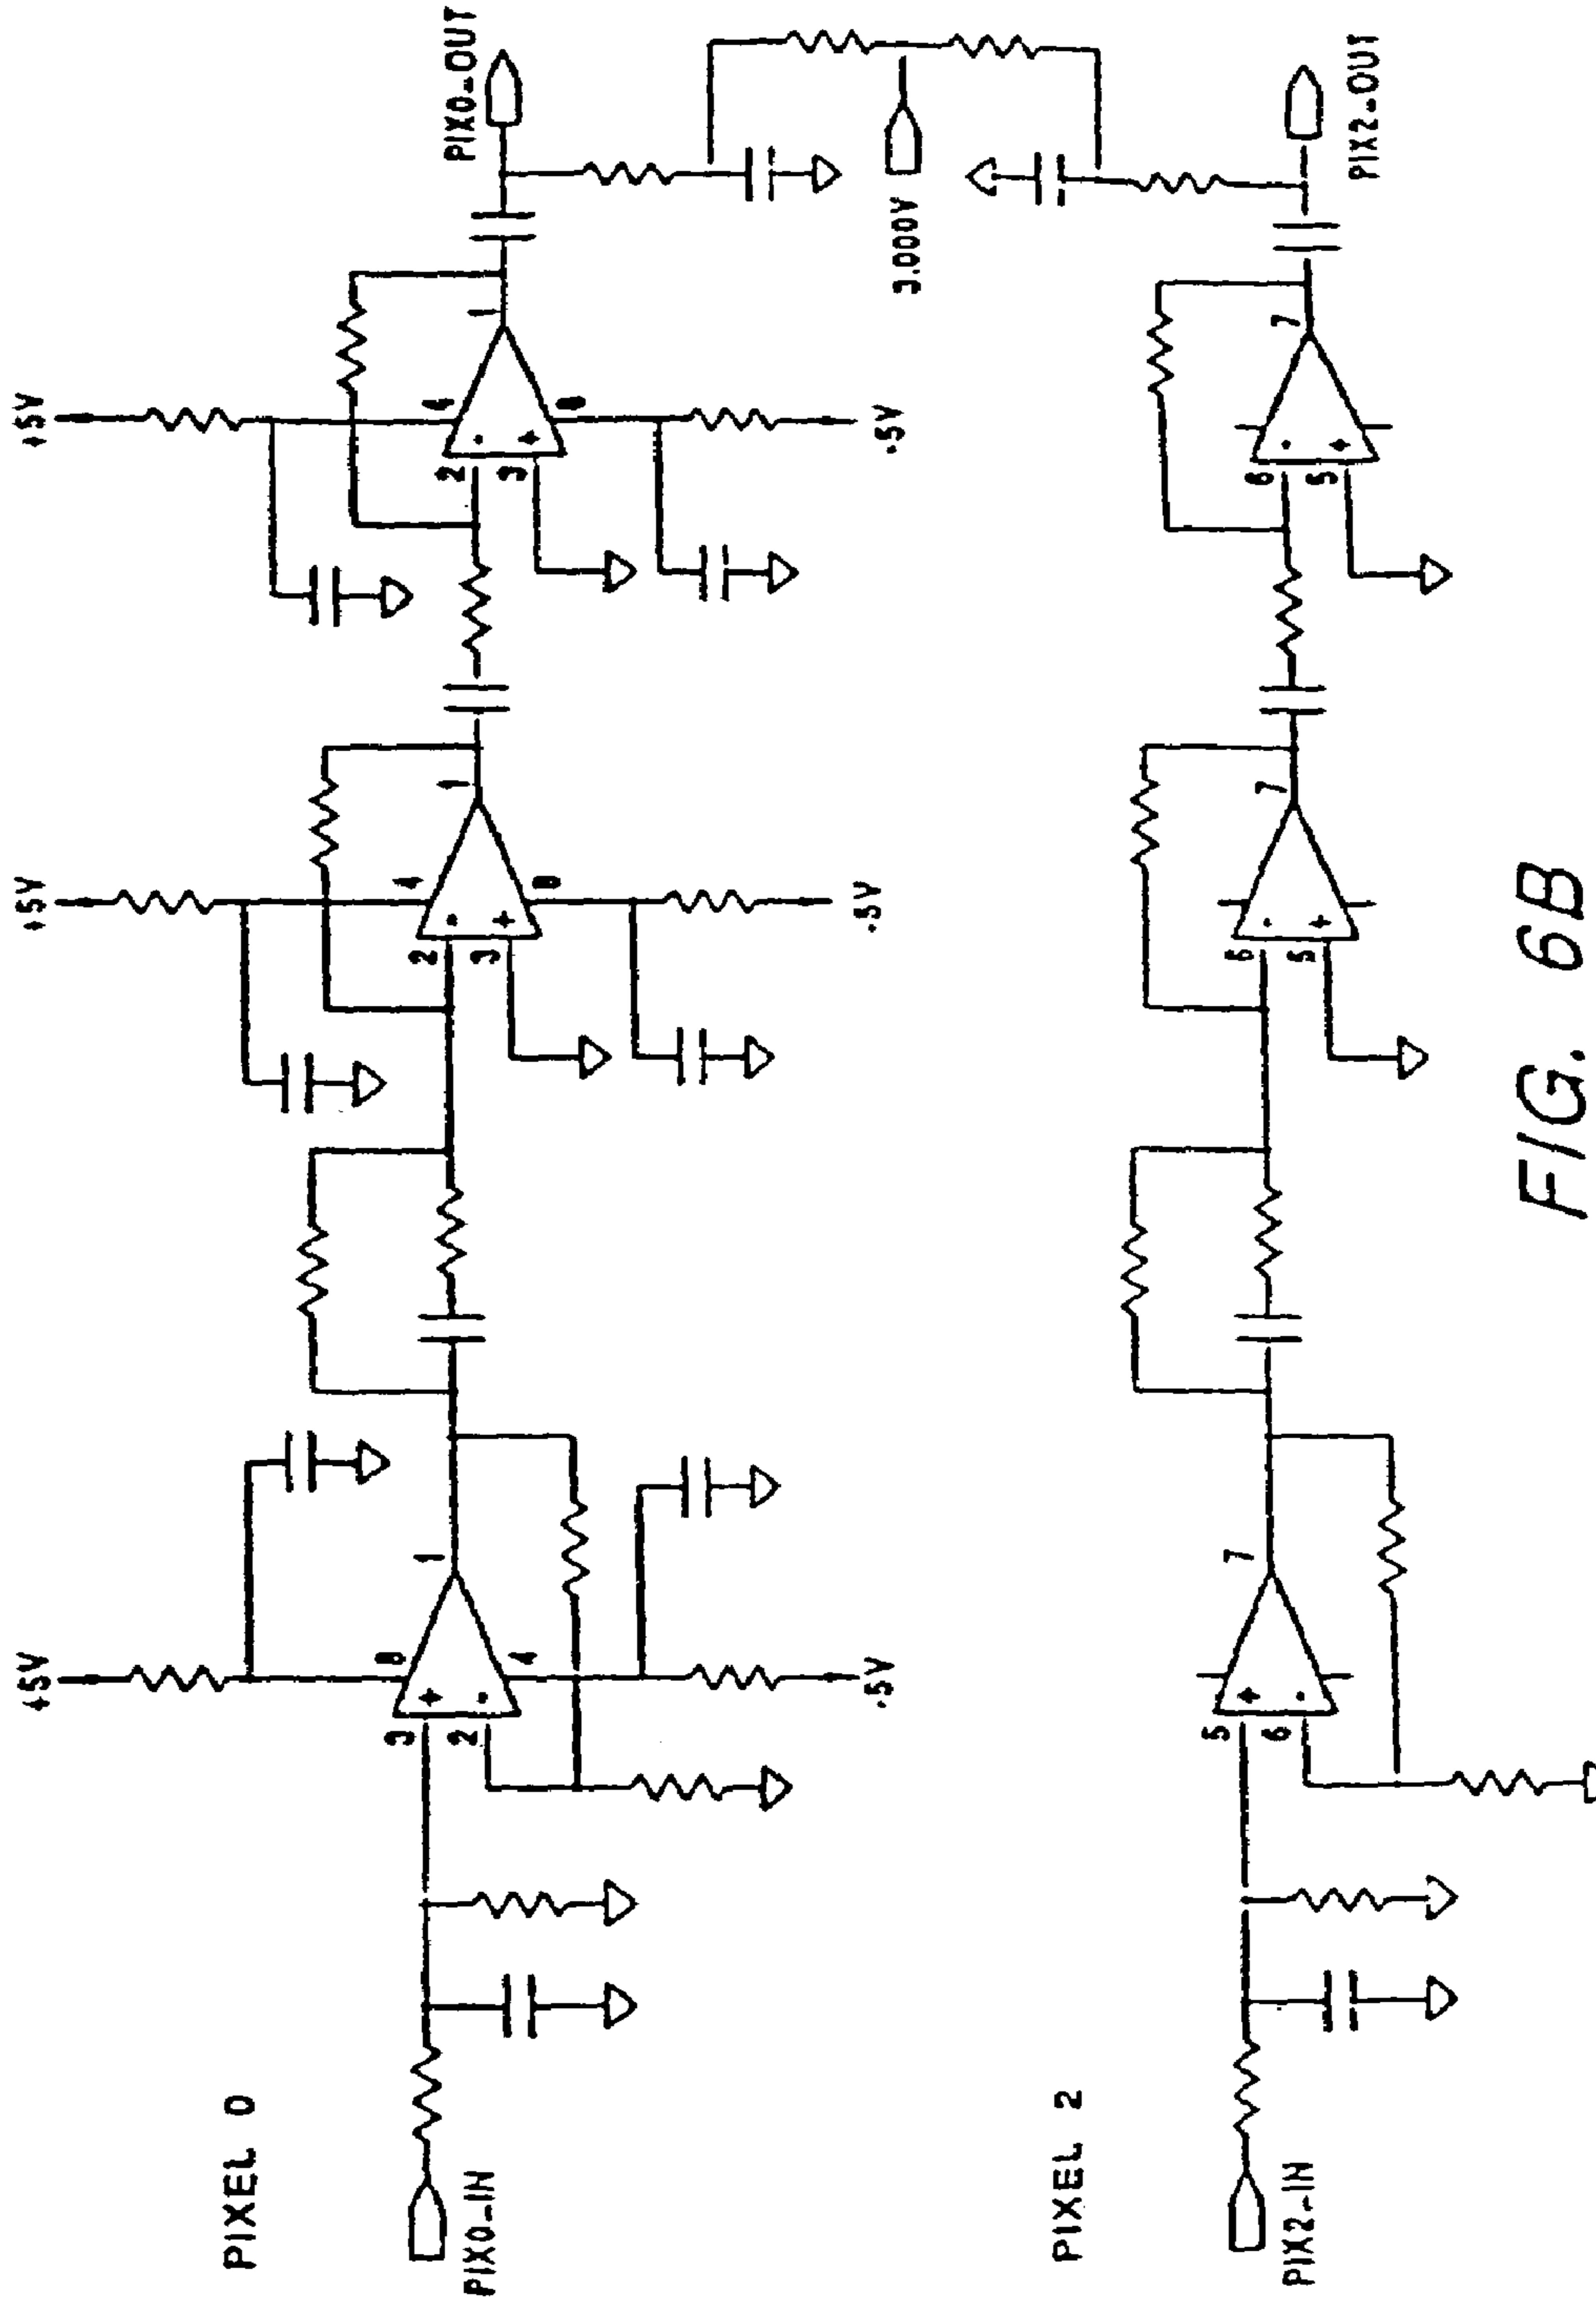 +5V +5V +5V
PIXEL 0
8 4 4
3 + 1 2 - 1 2 - 1 PIX0-OUT
2 - 4 3 + 8 3 + 8
PIX0-IN
-5V -5V -5V
3.000V
PIXEL 2
5 + 7 6 - 7 6 - 7
6 - 5 + 5 +
PIX2-IN PIX2-OUT
FIG. 6B